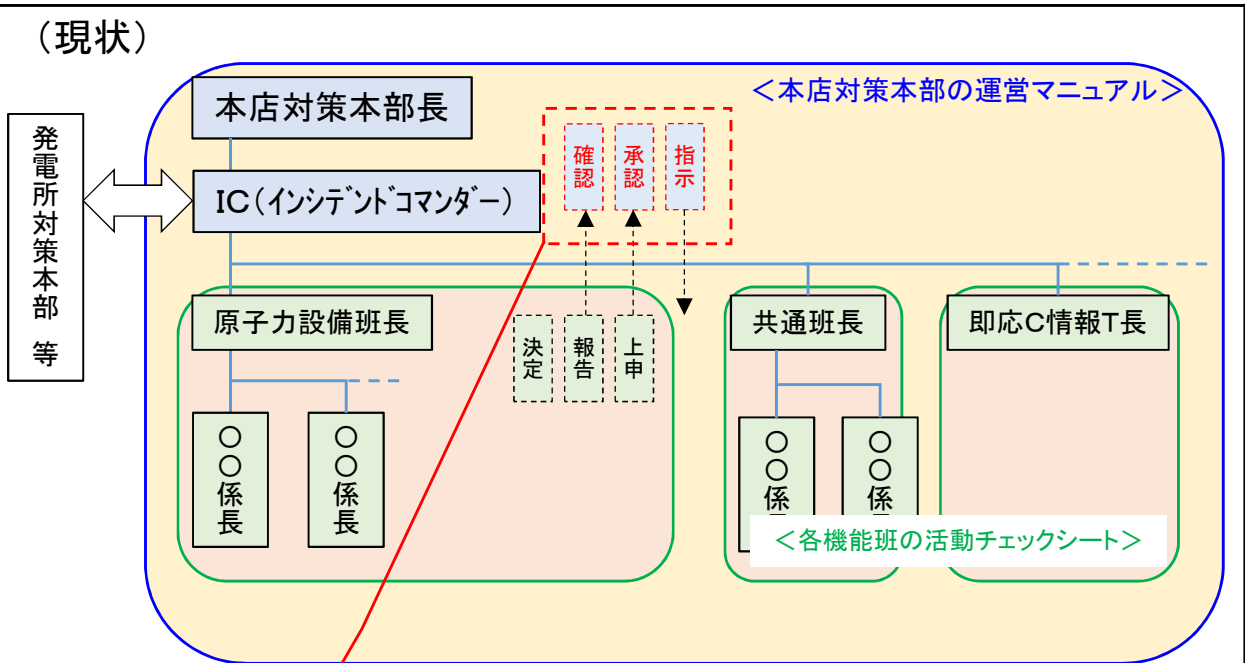 （現状）
＜本店対策本部の運営マニュアル＞
本店対策本部長
発電所対策本部 等
IC（インシデントコマンダー）
確認
承認
指示
原子力設備班長
決定
報告
上申
共通班長
即応C情報T長
〇〇係長
〇〇係長
〇〇係
〇〇係
＜各機能班の活動チェックシート＞